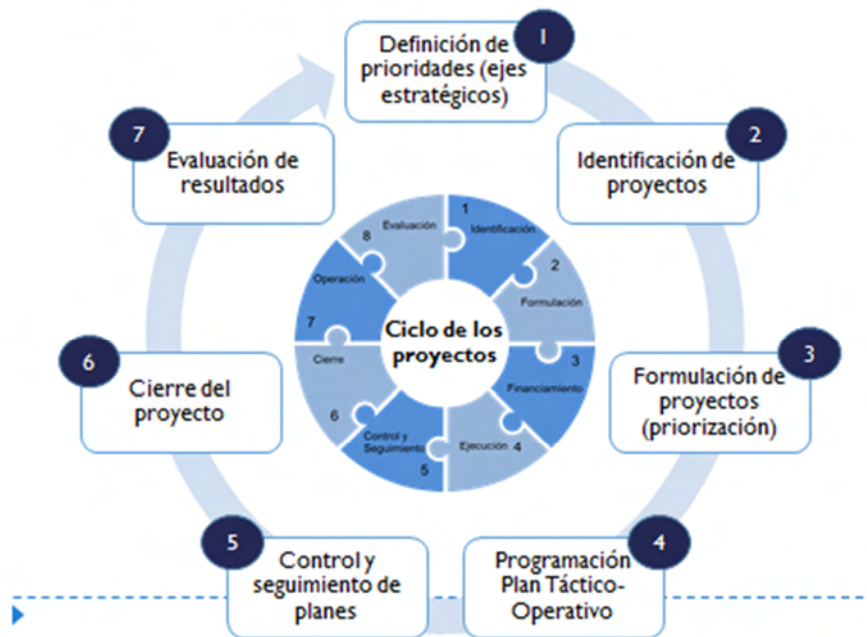 1
Definición de
prioridades (ejes
estratégicos)
2
Identificación de
proyectos
3
Formulación de
proyectos
(priorización)
4
Programación
Plan Táctico-
Operativo
5
Control y
seguimiento de
planes
6
Cierre del
proyecto
7
Evaluación de
resultados
Ciclo de los
proyectos
1
Identificación
2
Formulación
3
Financiamiento
Ejecución 4
Control y
Seguimiento
5
Cierre
6
Operación
7
Evaluación
8